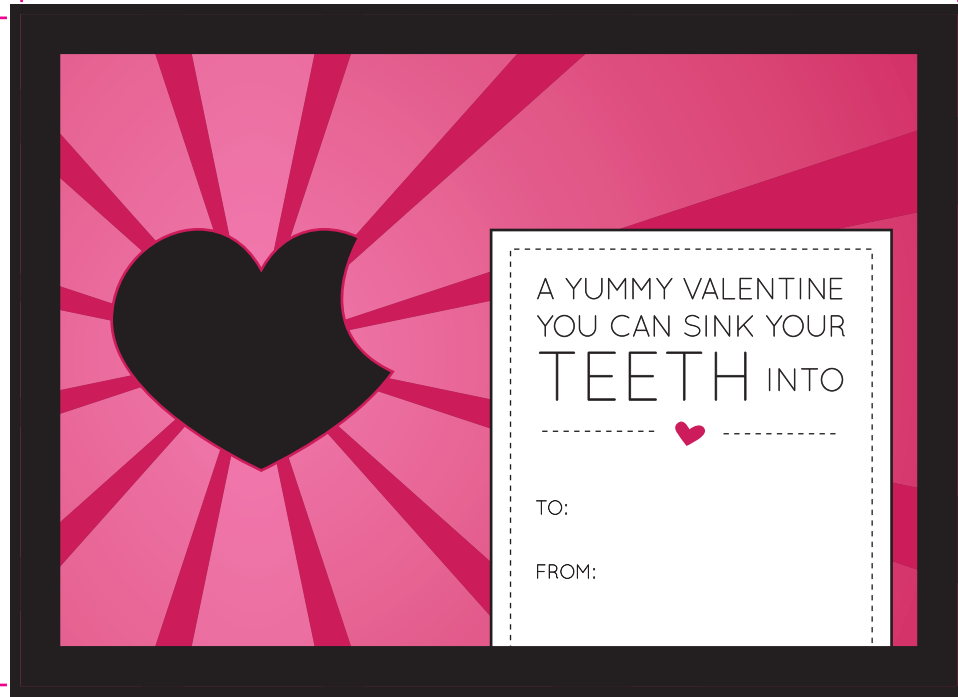 A YUMMY VALENTINE
YOU CAN SINK YOUR
TEETH INTO
TO:
FROM: